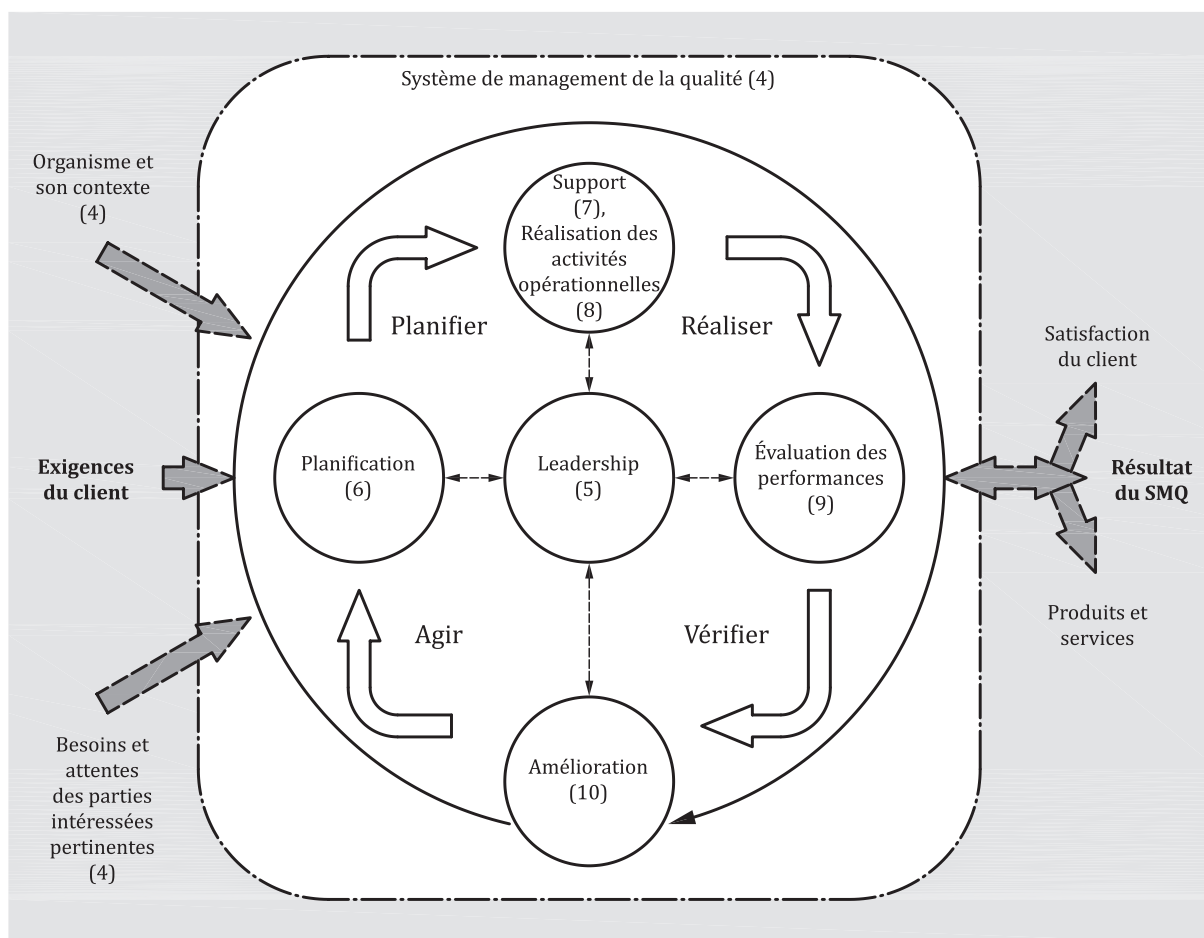 Système de management de la qualité (4)
Organisme et
son contexte
(4)
Support
(7),
Réalisation des
activités
opérationnelles
(8)
Planifier
Réaliser
Satisfaction
du client
Exigences
du client
Planification
(6)
Leadership
(5)
Évaluation des
performances
(9)
Résultat
du SMQ
Agir
Vérifier
Produits et
services
Besoins et
attentes
des parties
intéressées
pertinentes
(4)
Amélioration
(10)